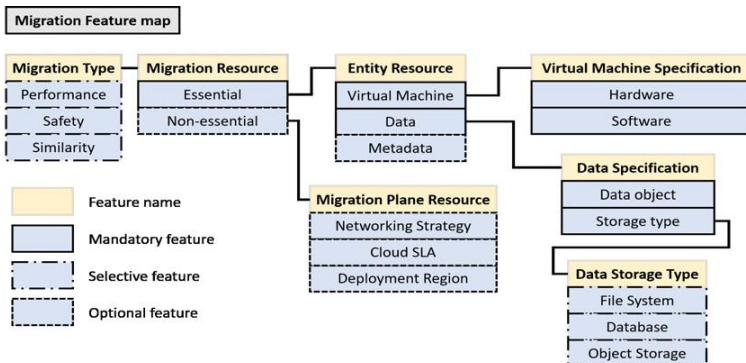 Migration Feature map
Migration Type
Performance
Safety
Similarity
Migration Resource
Essential
Non-essential
Entity Resource
Virtual Machine
Data
Metadata
Virtual Machine Specification
Hardware
Software
Data Specification
Data object
Storage type
Migration Plane Resource
Networking Strategy
Cloud SLA
Deployment Region
Data Storage Type
File System
Database
Object Storage
Feature name
Mandatory feature
Selective feature
Optional feature